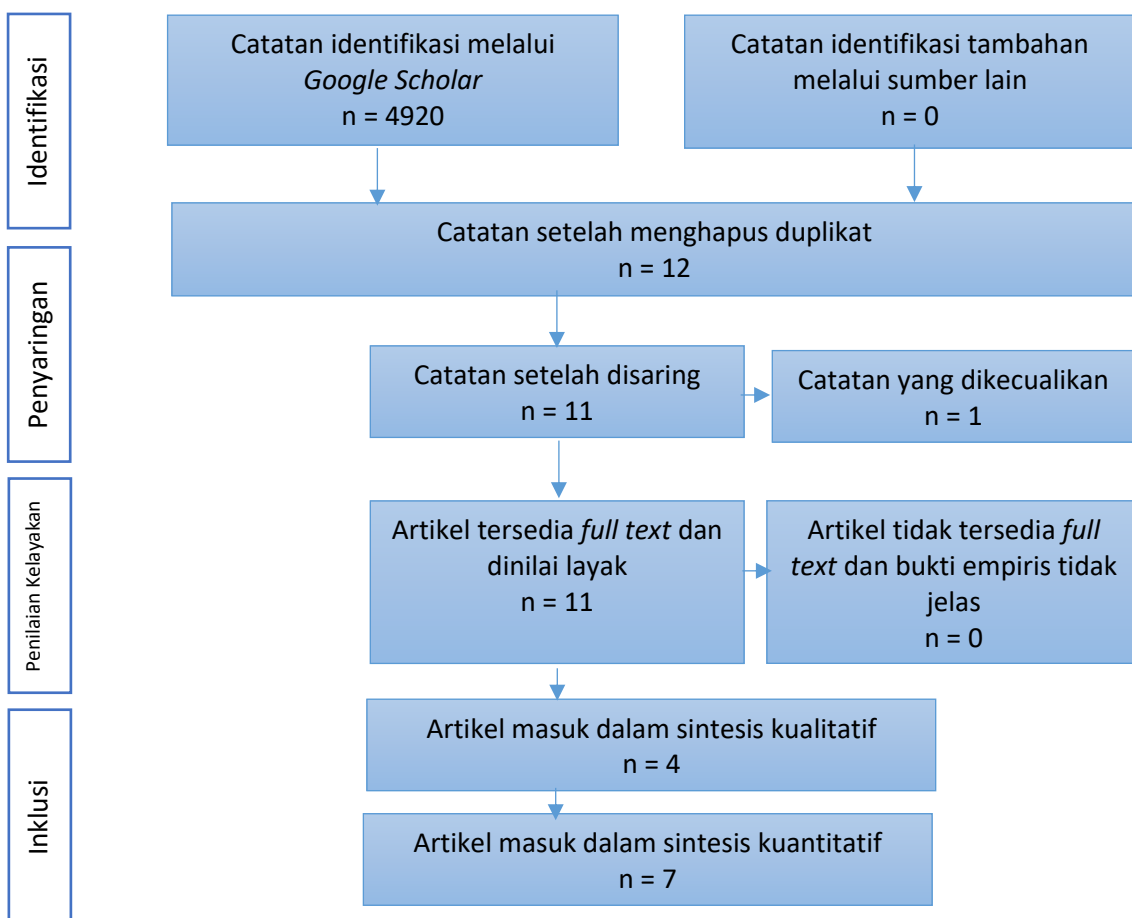 Identifikasi
Catatan identifikasi melalui
Google Scholar
n = 4920
Catatan identifikasi tambahan
melalui sumber lain
n = 0
Catatan setelah menghapus duplikat
n = 12
Penyaringan
Catatan setelah disaring
n = 11
Catatan yang dikecualikan
n = 1
Penilaian Kelayakan
Artikel tersedia full text dan
dinilai layak
n = 11
Artikel tidak tersedia full
text dan bukti empiris tidak
jelas
n = 0
Inklusi
Artikel masuk dalam sintesis kualitatif
n = 4
Artikel masuk dalam sintesis kuantitatif
n = 7